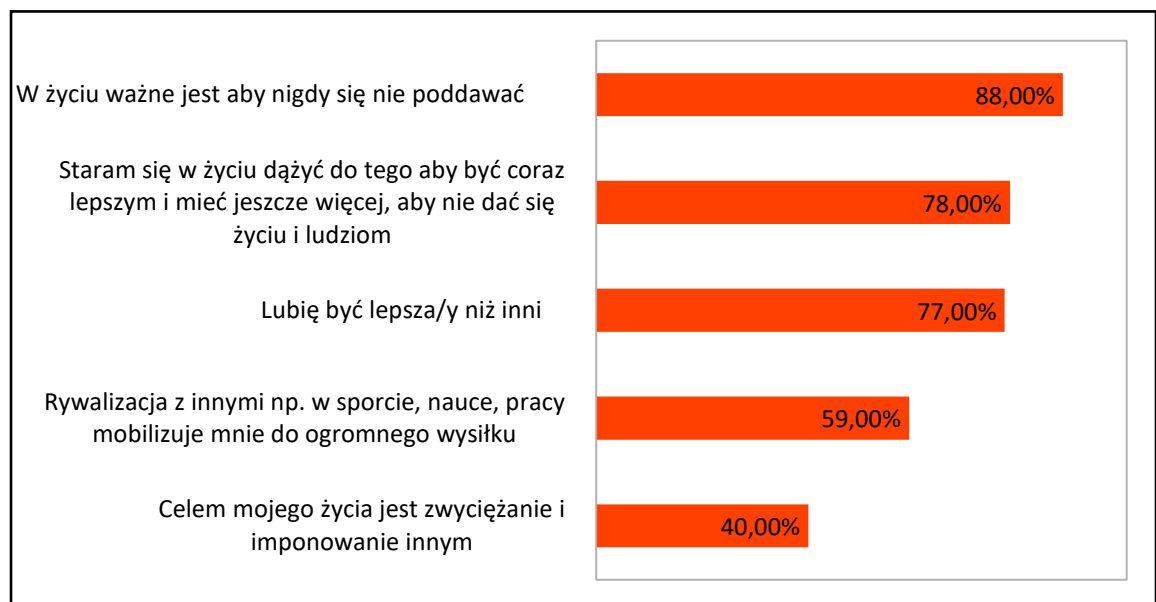 W życiu ważne jest aby nigdy się nie poddawać
88,00%
Staram się w życiu dążyć do tego aby być coraz
lepszym i mieć jeszcze więcej, aby nie dać się
życiu i ludziom
78,00%
Lubię być lepsza/y niż inni
77,00%
Rywalizacja z innymi np. w sporcie, nauce, pracy
mobilizuje mnie do ogromnego wysiłku
59,00%
Celem mojego życia jest zwyciężanie i
imponowanie innym
40,00%